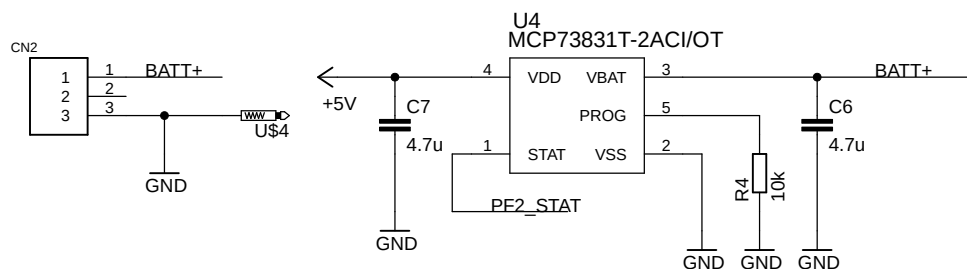 U4
MCP73831T-2ACI/OT
CN2
1 1 BATT+
2 2
3 3
U$4
GND
+5V
4 VDD VBAT 3 BATT+
C7
4.7u
PROG 5
C6
4.7u
1 STAT VSS 2
R4
10k
PF2_STAT
GND
GND
GND
GND